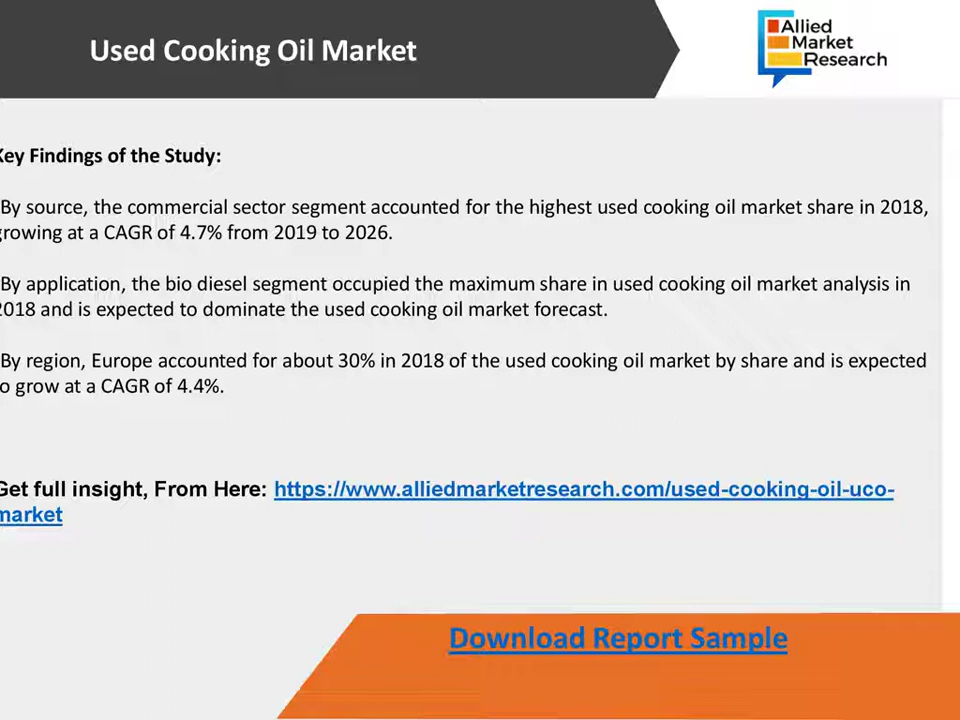 Used Cooking Oil Market
Allied
Market
Research
Key Findings of the Study:
By source, the commercial sector segment accounted for the highest used cooking oil market share in 2018,
growing at a CAGR of 4.7% from 2019 to 2026.
By application, the bio diesel segment occupied the maximum share in used cooking oil market analysis in
2018 and is expected to dominate the used cooking oil market forecast.
By region, Europe accounted for about 30% in 2018 of the used cooking oil market by share and is expected
to grow at a CAGR of 4.4%.
Get full insight, From Here: https://www.alliedmarketresearch.com/used-cooking-oil-uco-
market
Download Report Sample